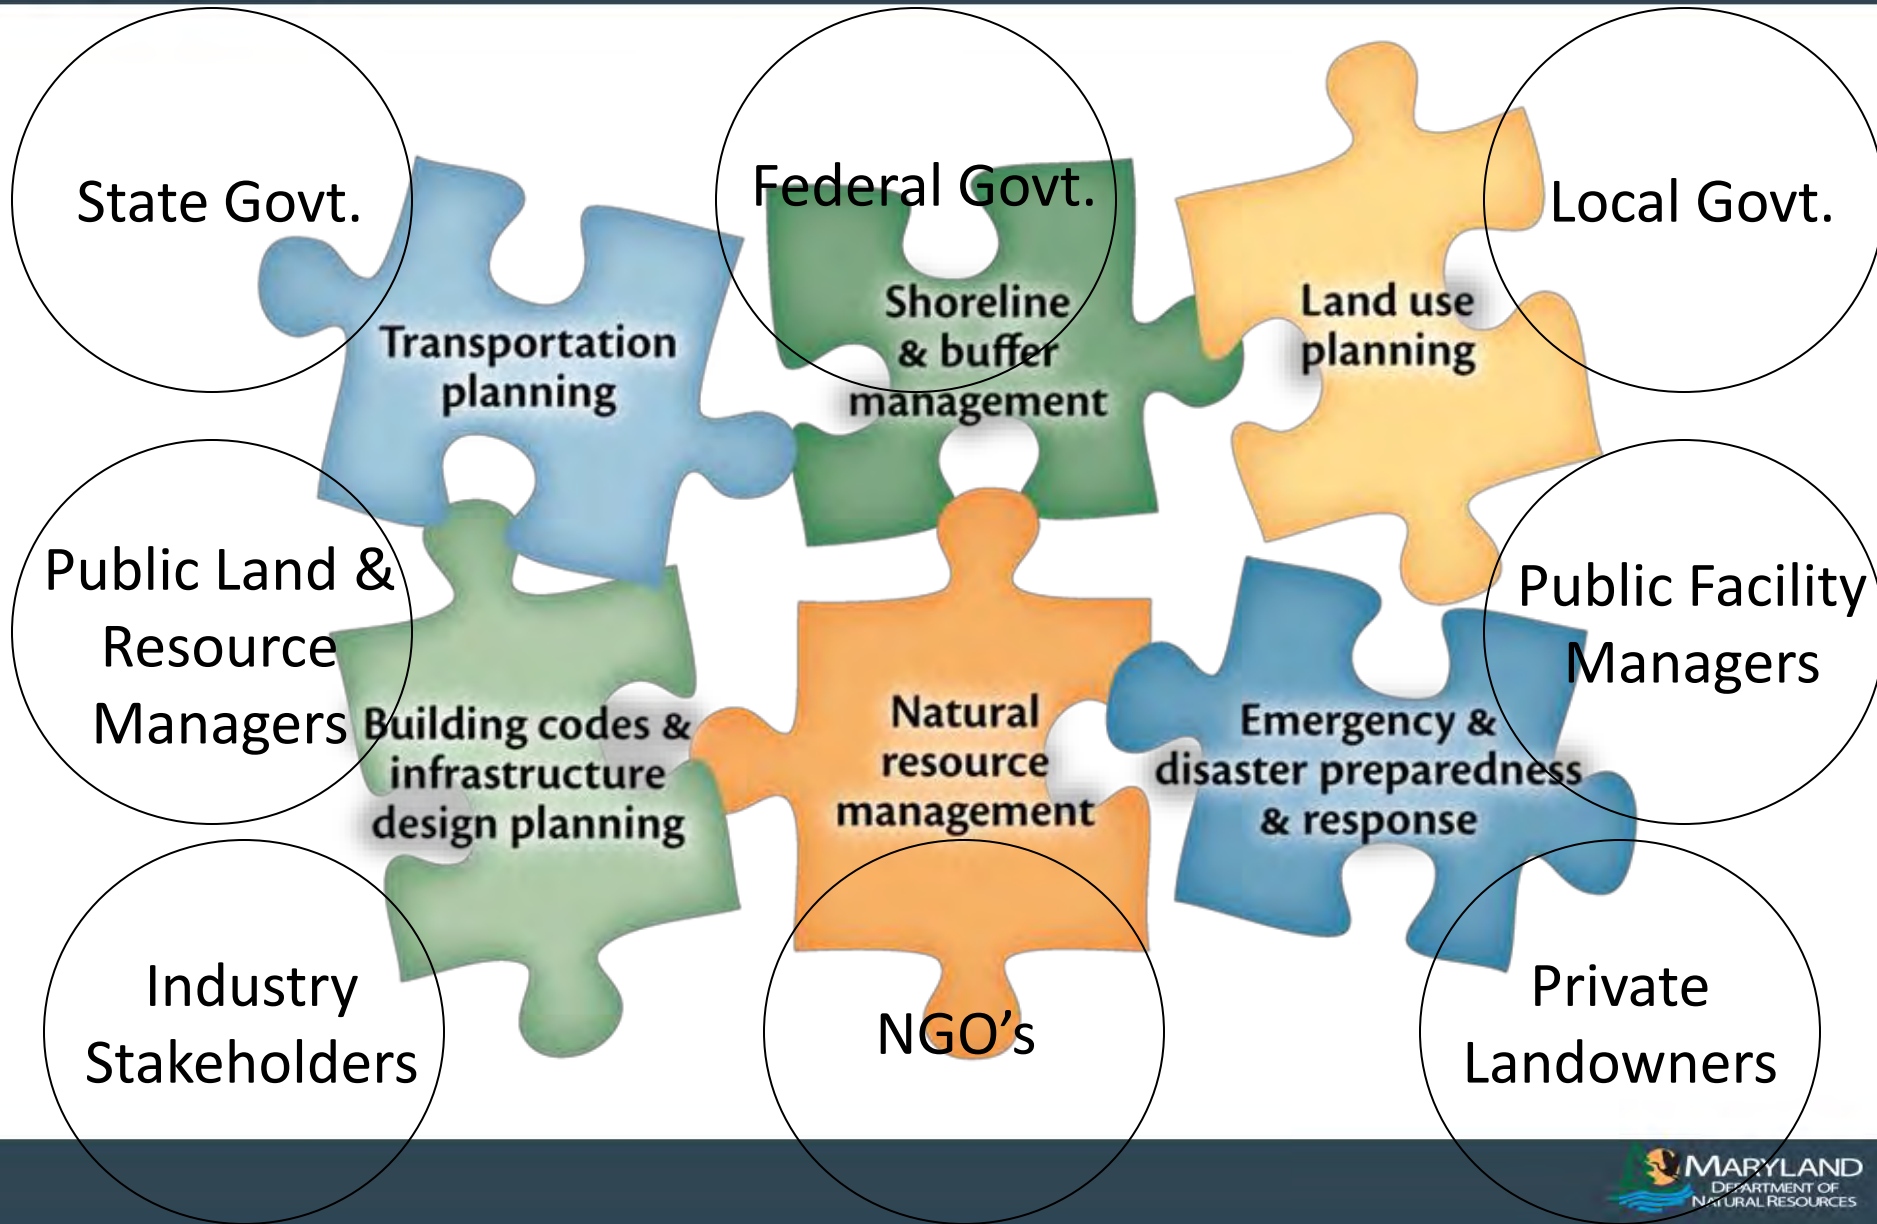 State Govt.
Federal Govt.
Local Govt.
Transportation
planning
Shoreline
& buffer
management
Land use
planning
Public Land &
Resource
Managers
Public Facility
Managers
Building codes &
infrastructure
design planning
Natural
resource
management
Emergency &
disaster preparedness
& response
Industry
Stakeholders
NGO’s
Private
Landowners
MARYLAND
DEPARTMENT OF
NATURAL RESOURCES